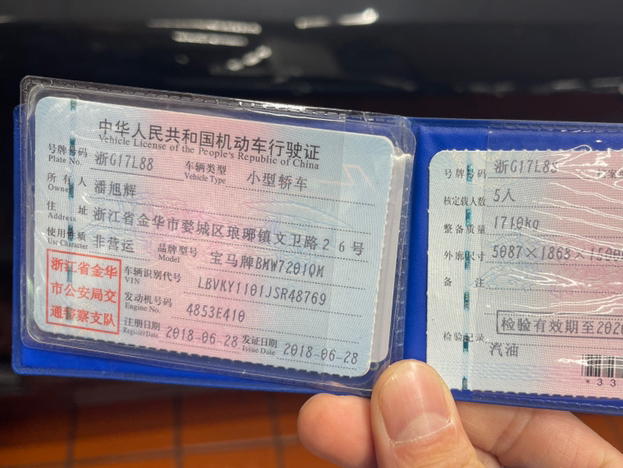 中华人民共和国机动车行驶证
Vehicle License of the People's Republic of China
号牌号码 浙G17L88 车辆类型 小型轿车
Plate No. Vehicle Type
所有人 潘旭辉
Owner
住址 浙江省金华市婺城区琅琊镇文卫路26号
Address
使用性质 非营运 品牌型号 宝马牌BMW7201QM
Use Character Model
浙江省金华
市公安局交
通警察支队
车辆识别代号 LBVKY1101JSR48769
VIN
发动机号码 4853E410
Engine No.
注册日期 2018-06-28 发证日期 2018-06-28
Register Date Issue Date
号牌号码 浙G17L88
核定载人数 5人
整备质量 1710kg
外廓尺寸 5087×1868×1500
备注
检验有效期至2020
检验记录
汽油
*33